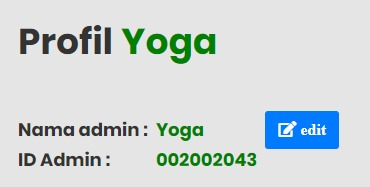 Profil Yoga
Nama admin : Yoga edit
ID Admin : 002002043